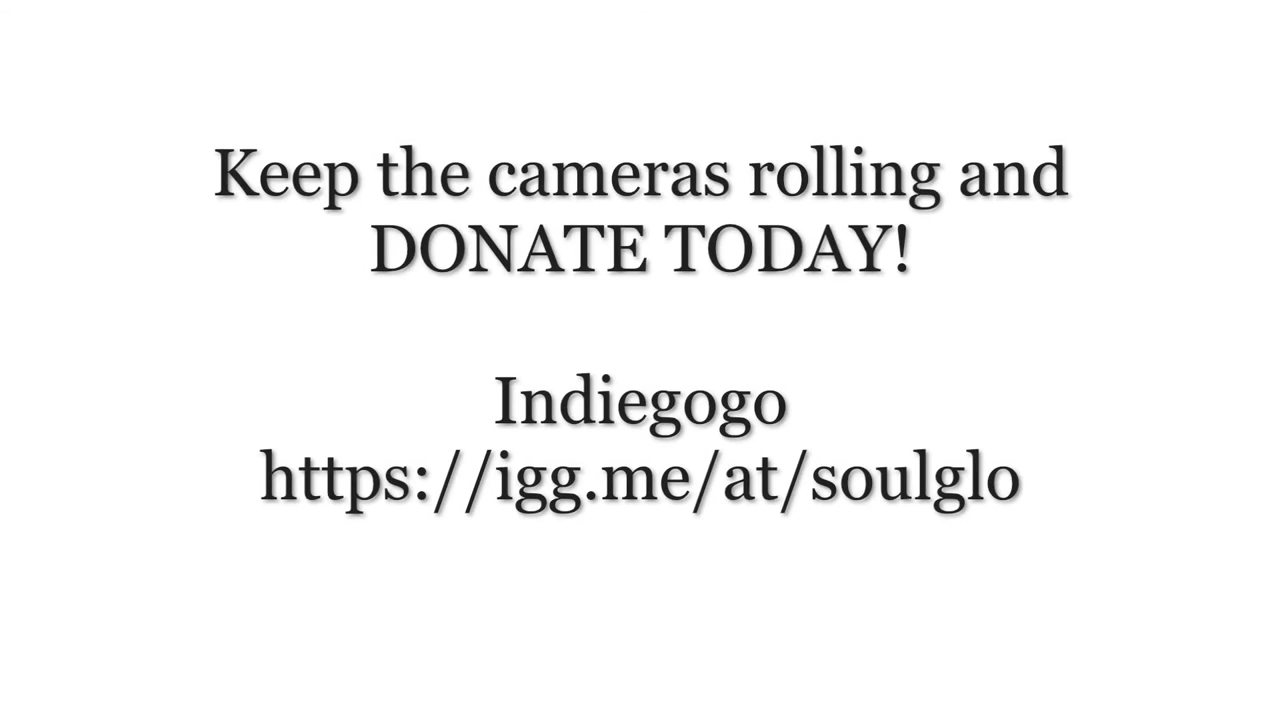 Keep the cameras rolling and
DONATE TODAY!
Indiegogo
https://igg.me/at/soulglo